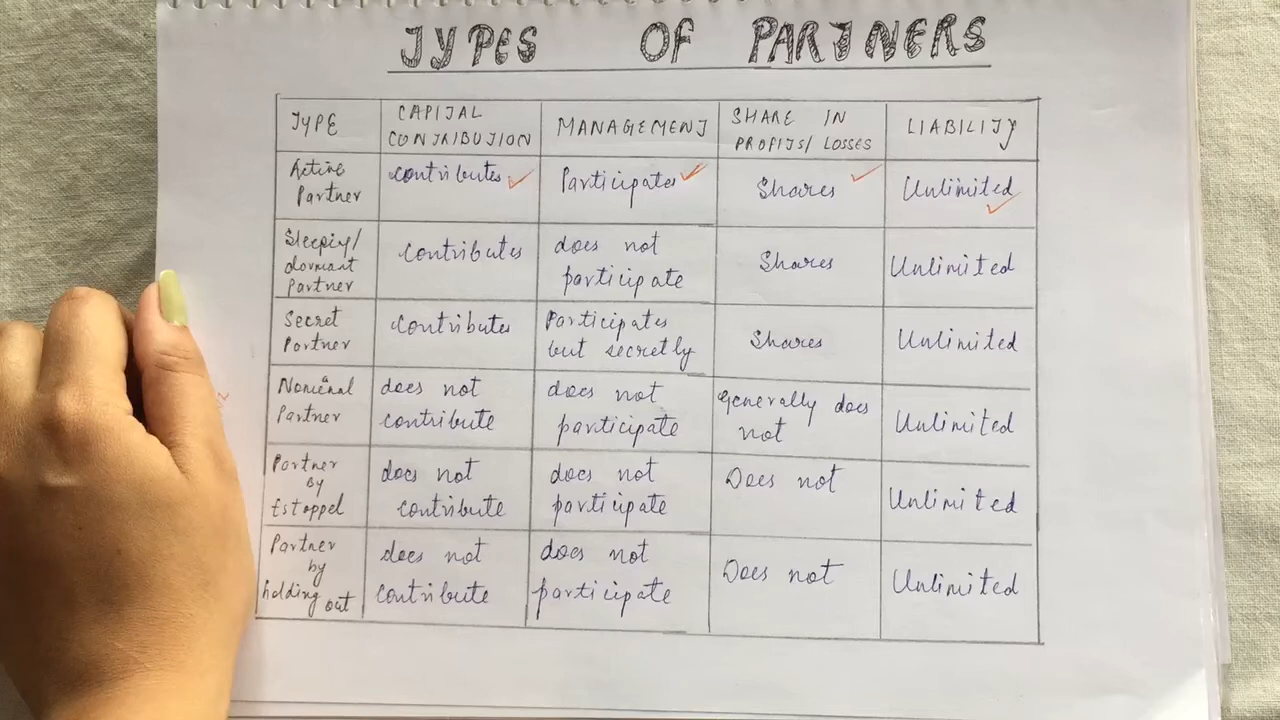 TYPES OF PARTNERS
TYPE
CAPITAL
CONTRIBUTION
MANAGEMENT
SHARE IN
PROFITS/ LOSSES
LIABILITY
Active
Partner
contributes
Participates
Shares
Unlimited
Sleeping/
dormant
partner
contributes
does not
participate
Shares
Unlimited
Secret
Partner
contributes
Participates
but secretly
Shares
Unlimited
Nominal
Partner
does not
contribute
does not
participate
Generally does
not
Unlimited
Partner
by
Estoppel
does not
contribute
does not
participate
Does not
Unlimited
Partner
by
holding out
does not
contribute
does not
participate
Does not
Unlimited